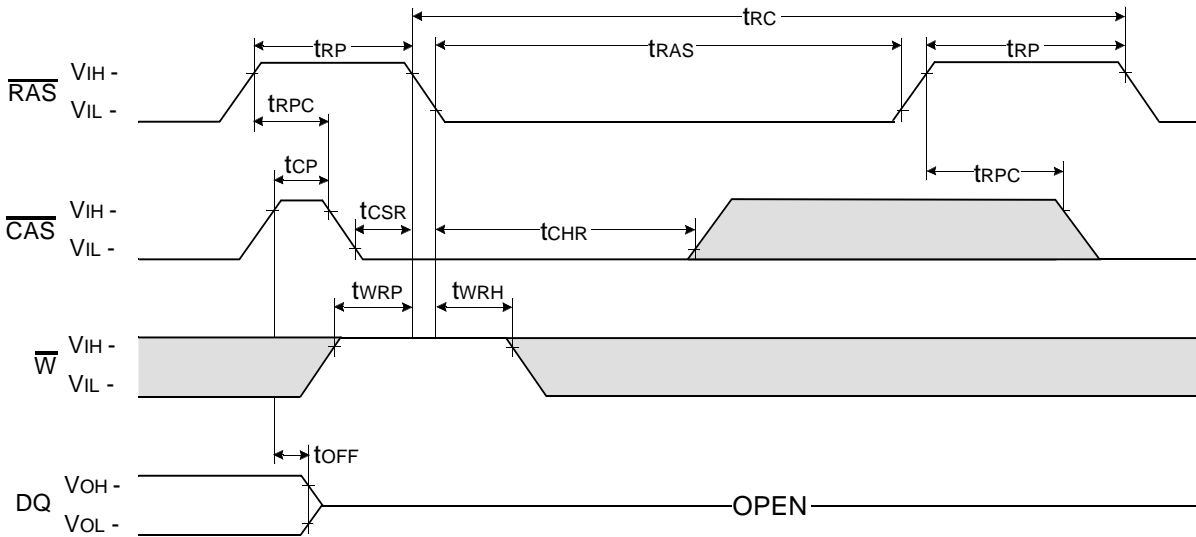 tRC
tRP tRAS tRP
RAS VIH -
VIL -
tRPC
tCP tRPC
CAS VIH -
VIL -
tCSR tCHR
tWRP tWRH
W VIH -
VIL -
tOFF
DQ VOH -
VOL -
OPEN